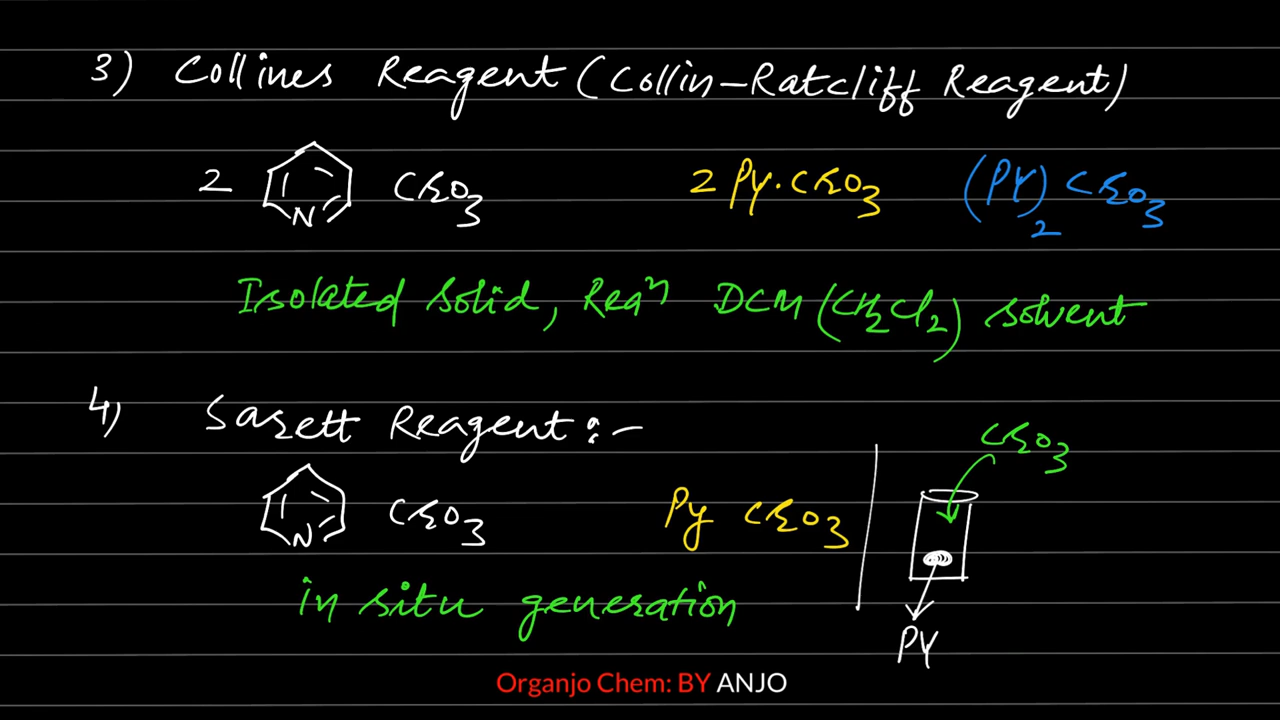 3) Collines Reagent (Collin-Ratcliff Reagent)
2 N CrO3 2 Py.CrO3 (PY)2 CrO3
Isolated solid, Reaⁿ DCM (CH2Cl2) solvent
4) Sarett Reagent :-
CrO3
N CrO3 Py CrO3
in situ generation
PY
Organjo Chem: BY ANJO